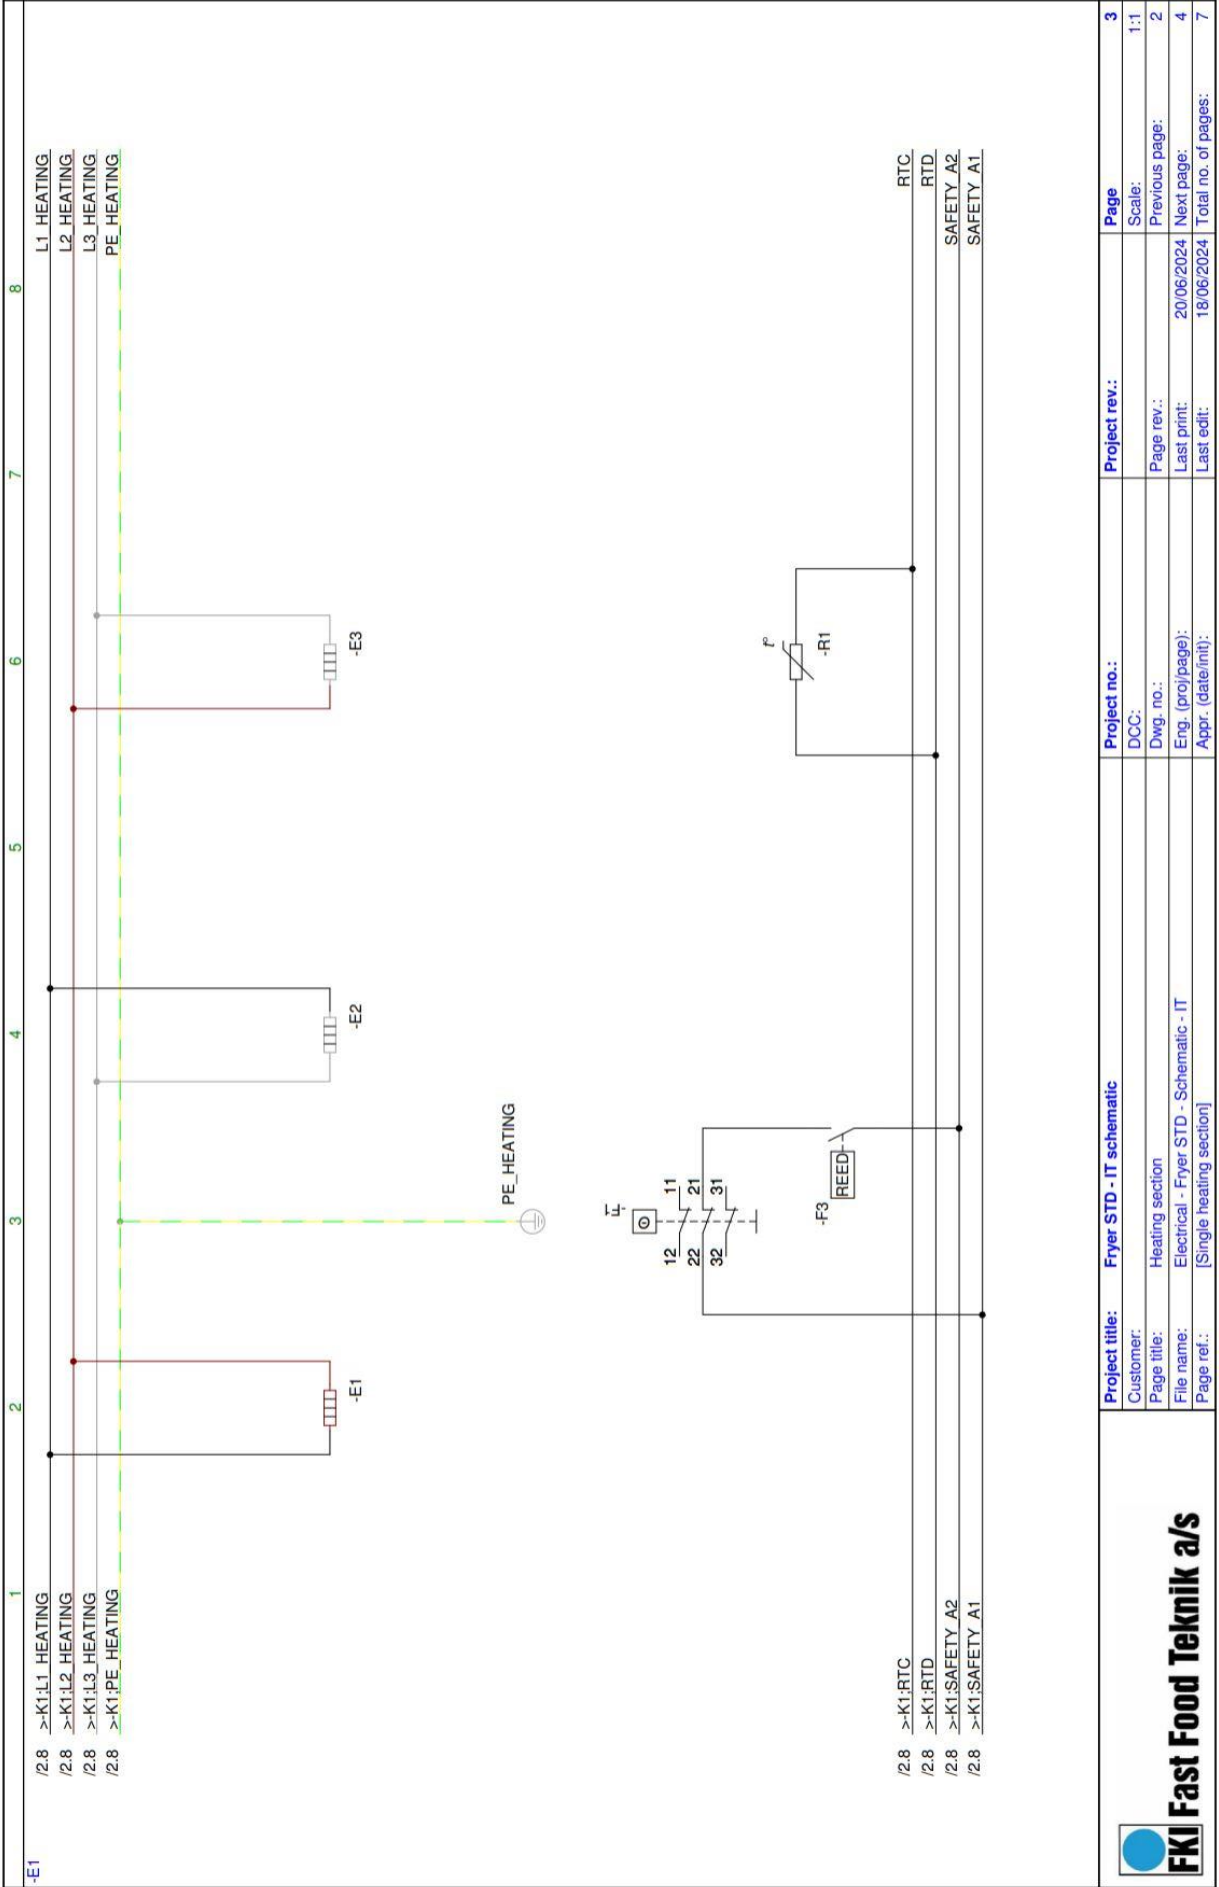 1 2 3 4 5 6 7 8
-E1
/2.8 >-K1;L1_HEATING L1_HEATING
/2.8 >-K1;L2_HEATING L2_HEATING
/2.8 >-K1;L3_HEATING L3_HEATING
/2.8 >-K1;PE_HEATING PE_HEATING
-E1 -E2 -E3
PE_HEATING
-F1
12 11
22 21
32 31
t°
-R1
-F3
REED
/2.8 >-K1;RTC RTC
/2.8 >-K1;RTD RTD
/2.8 >-K1;SAFETY_A2 SAFETY_A2
/2.8 >-K1;SAFETY_A1 SAFETY_A1
FKI Fast Food Teknik a/s
Project title: Fryer STD - IT schematic Project no.: Project rev.: Page 3
Customer: DCC: Scale: 1:1
Page title: Heating section Dwg. no.: Page rev.: Previous page: 2
File name: Electrical - Fryer STD - Schematic - IT Eng. (proj/page): Last print: 20/06/2024 Next page: 4
Page ref.: [Single heating section] Appr. (date/init): Last edit: 18/06/2024 Total no. of pages: 7